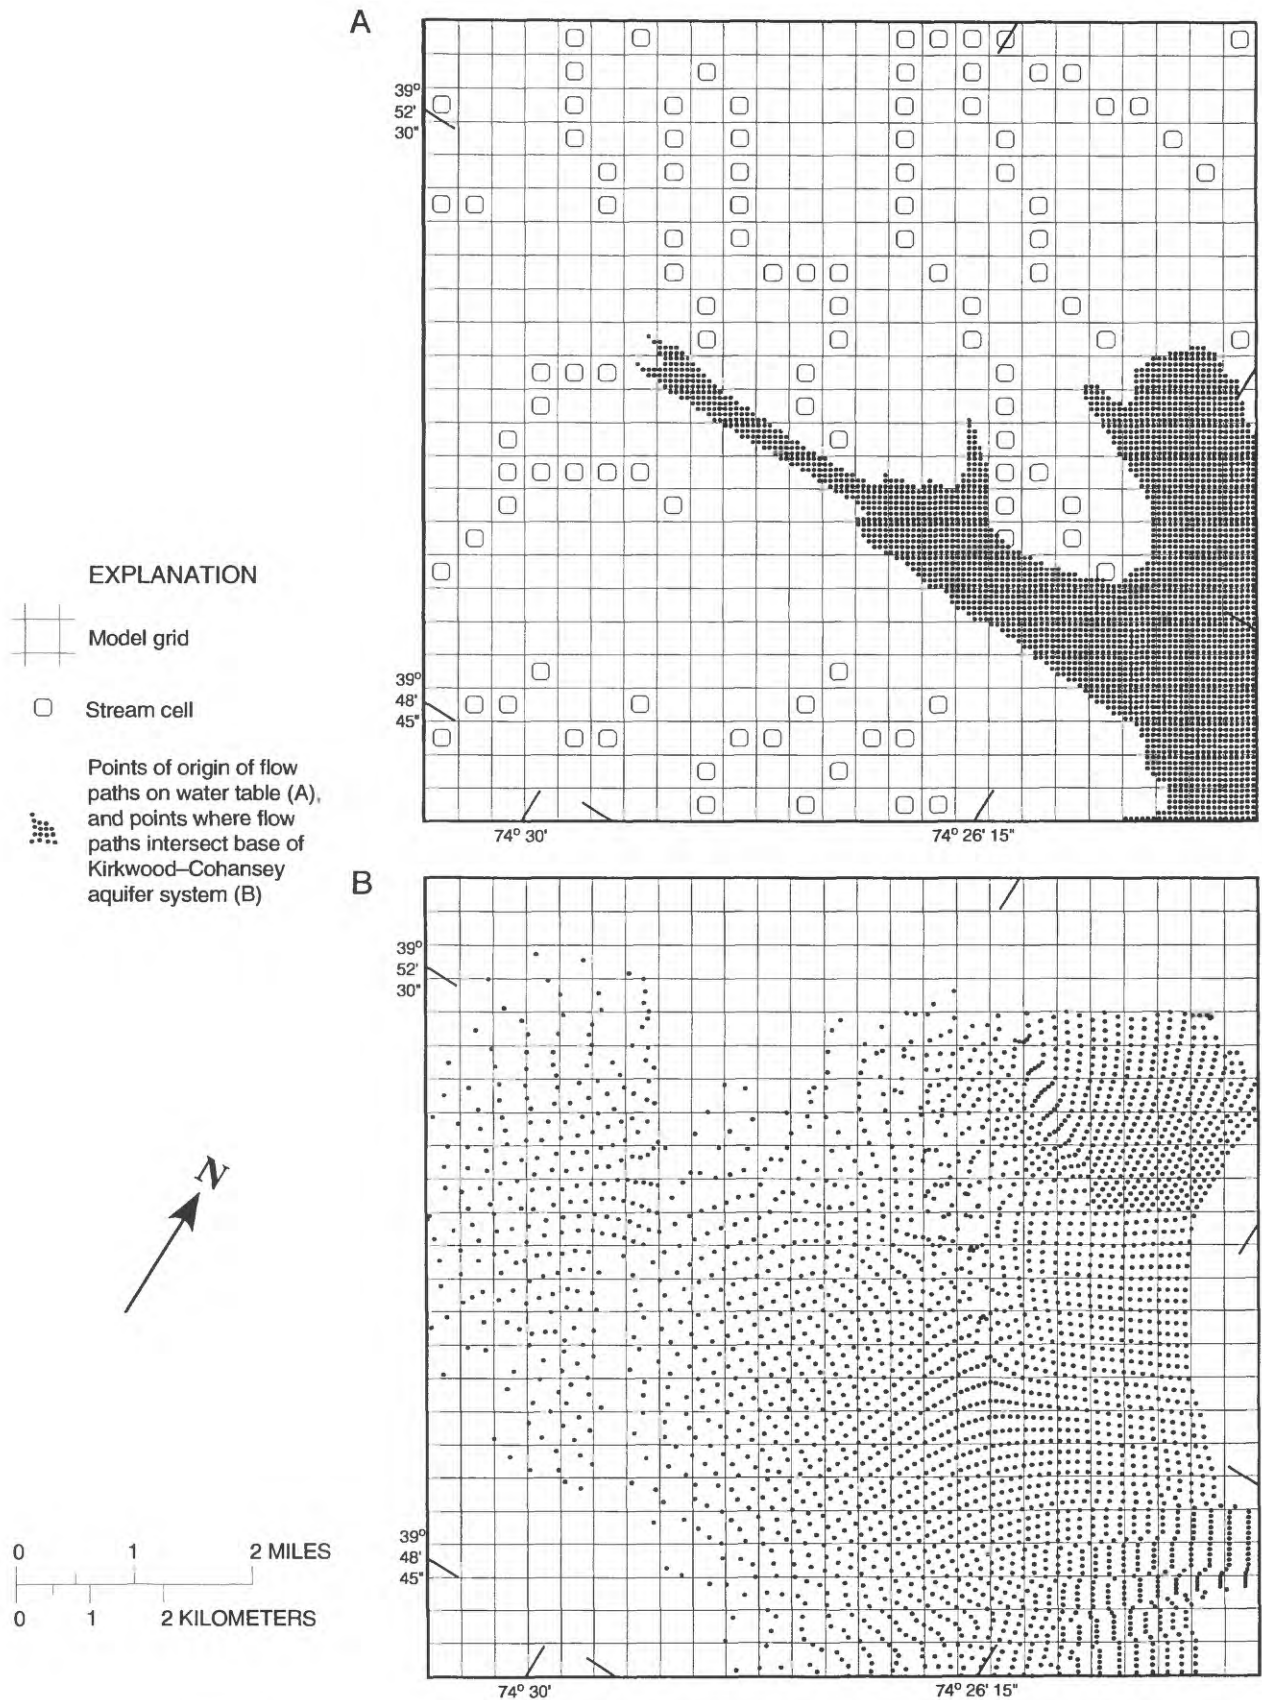 A
39°
52'
30"
39°
48'
45"
74° 30'
74° 26' 15"
EXPLANATION
Model grid
Stream cell
Points of origin of flow
paths on water table (A),
and points where flow
paths intersect base of
Kirkwood–Cohansey
aquifer system (B)
B
39°
52'
30"
39°
48'
45"
74° 30'
74° 26' 15"
N
0 1 2 MILES
0 1 2 KILOMETERS